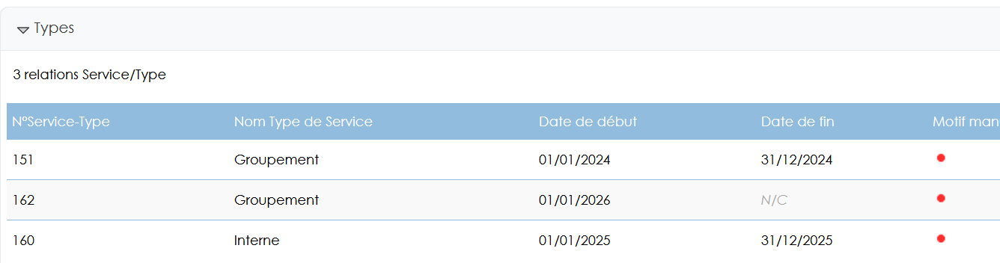 Types
3 relations Service/Type
N°Service-Type Nom Type de Service Date de début Date de fin Motif man
151 Groupement 01/01/2024 31/12/2024
162 Groupement 01/01/2026 N/C
160 Interne 01/01/2025 31/12/2025